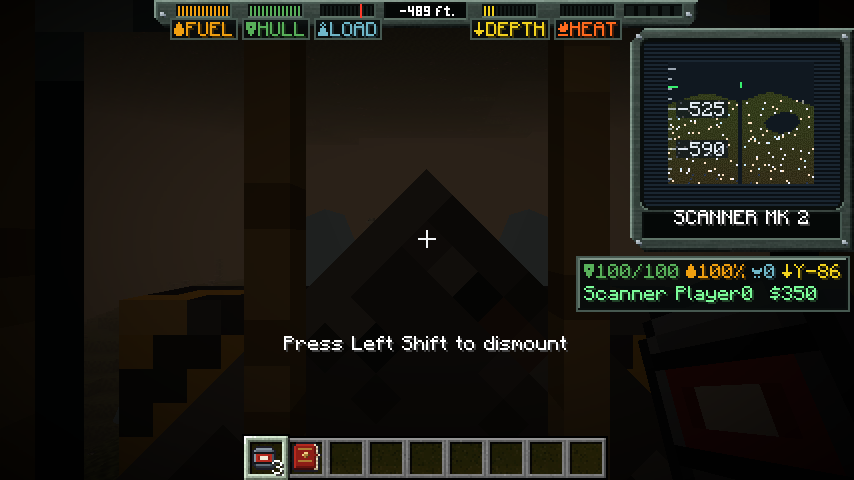 -489 ft.
FUEL HULL LOAD DEPTH HEAT
-525
-590
SCANNER MK 2
100/100 100% 0 Y-86
Scanner Player0 $350
Press Left Shift to dismount
3